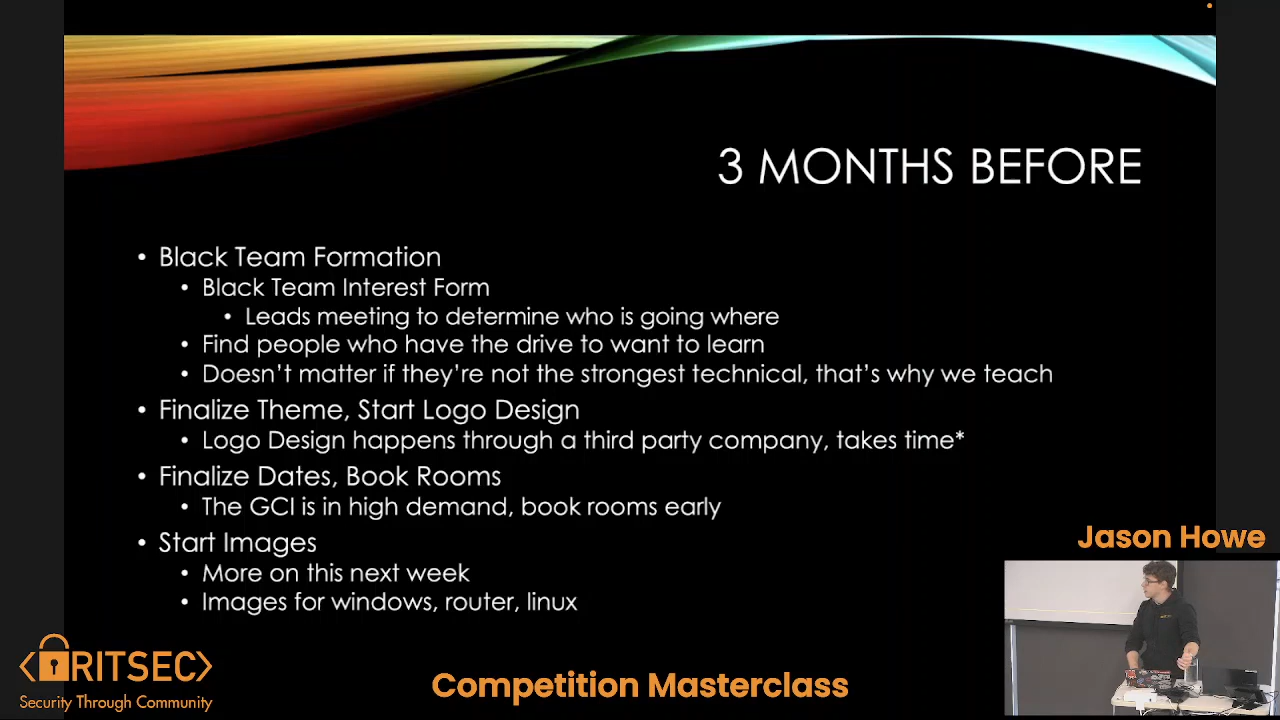 3 MONTHS BEFORE
• Black Team Formation
• Black Team Interest Form
• Leads meeting to determine who is going where
• Find people who have the drive to want to learn
• Doesn't matter if they're not the strongest technical, that's why we teach
• Finalize Theme, Start Logo Design
• Logo Design happens through a third party company, takes time*
• Finalize Dates, Book Rooms
• The GCI is in high demand, book rooms early
• Start Images
• More on this next week
• Images for windows, router, linux
Jason Howe
RITSEC
Security Through Community
Competition Masterclass